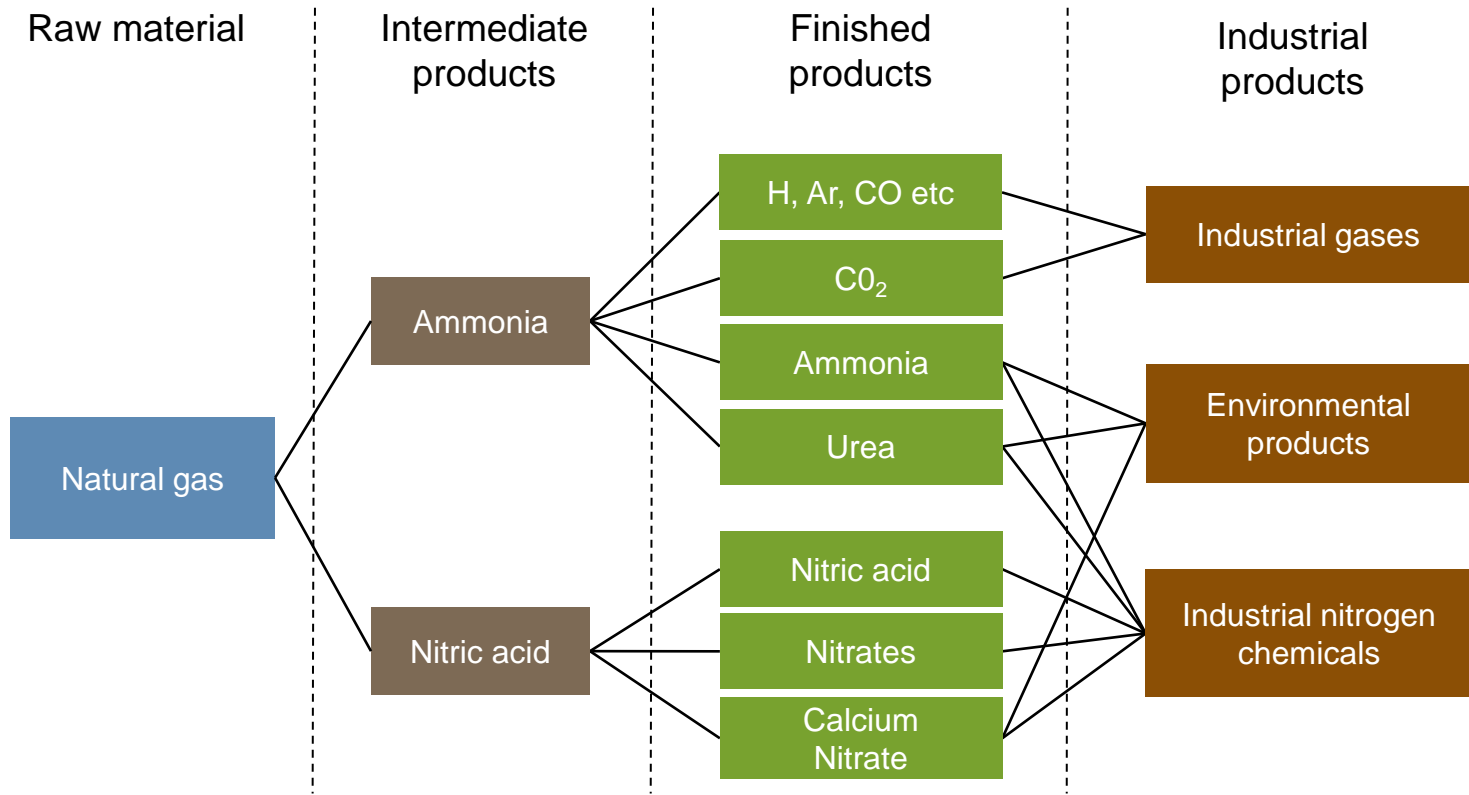 Raw material
Intermediate
products
Finished
products
Industrial
products
H, Ar, CO etc
C0₂
Ammonia
Urea
Nitric acid
Nitrates
Calcium
Nitrate
Ammonia
Nitric acid
Natural gas
Industrial gases
Environmental
products
Industrial nitrogen
chemicals